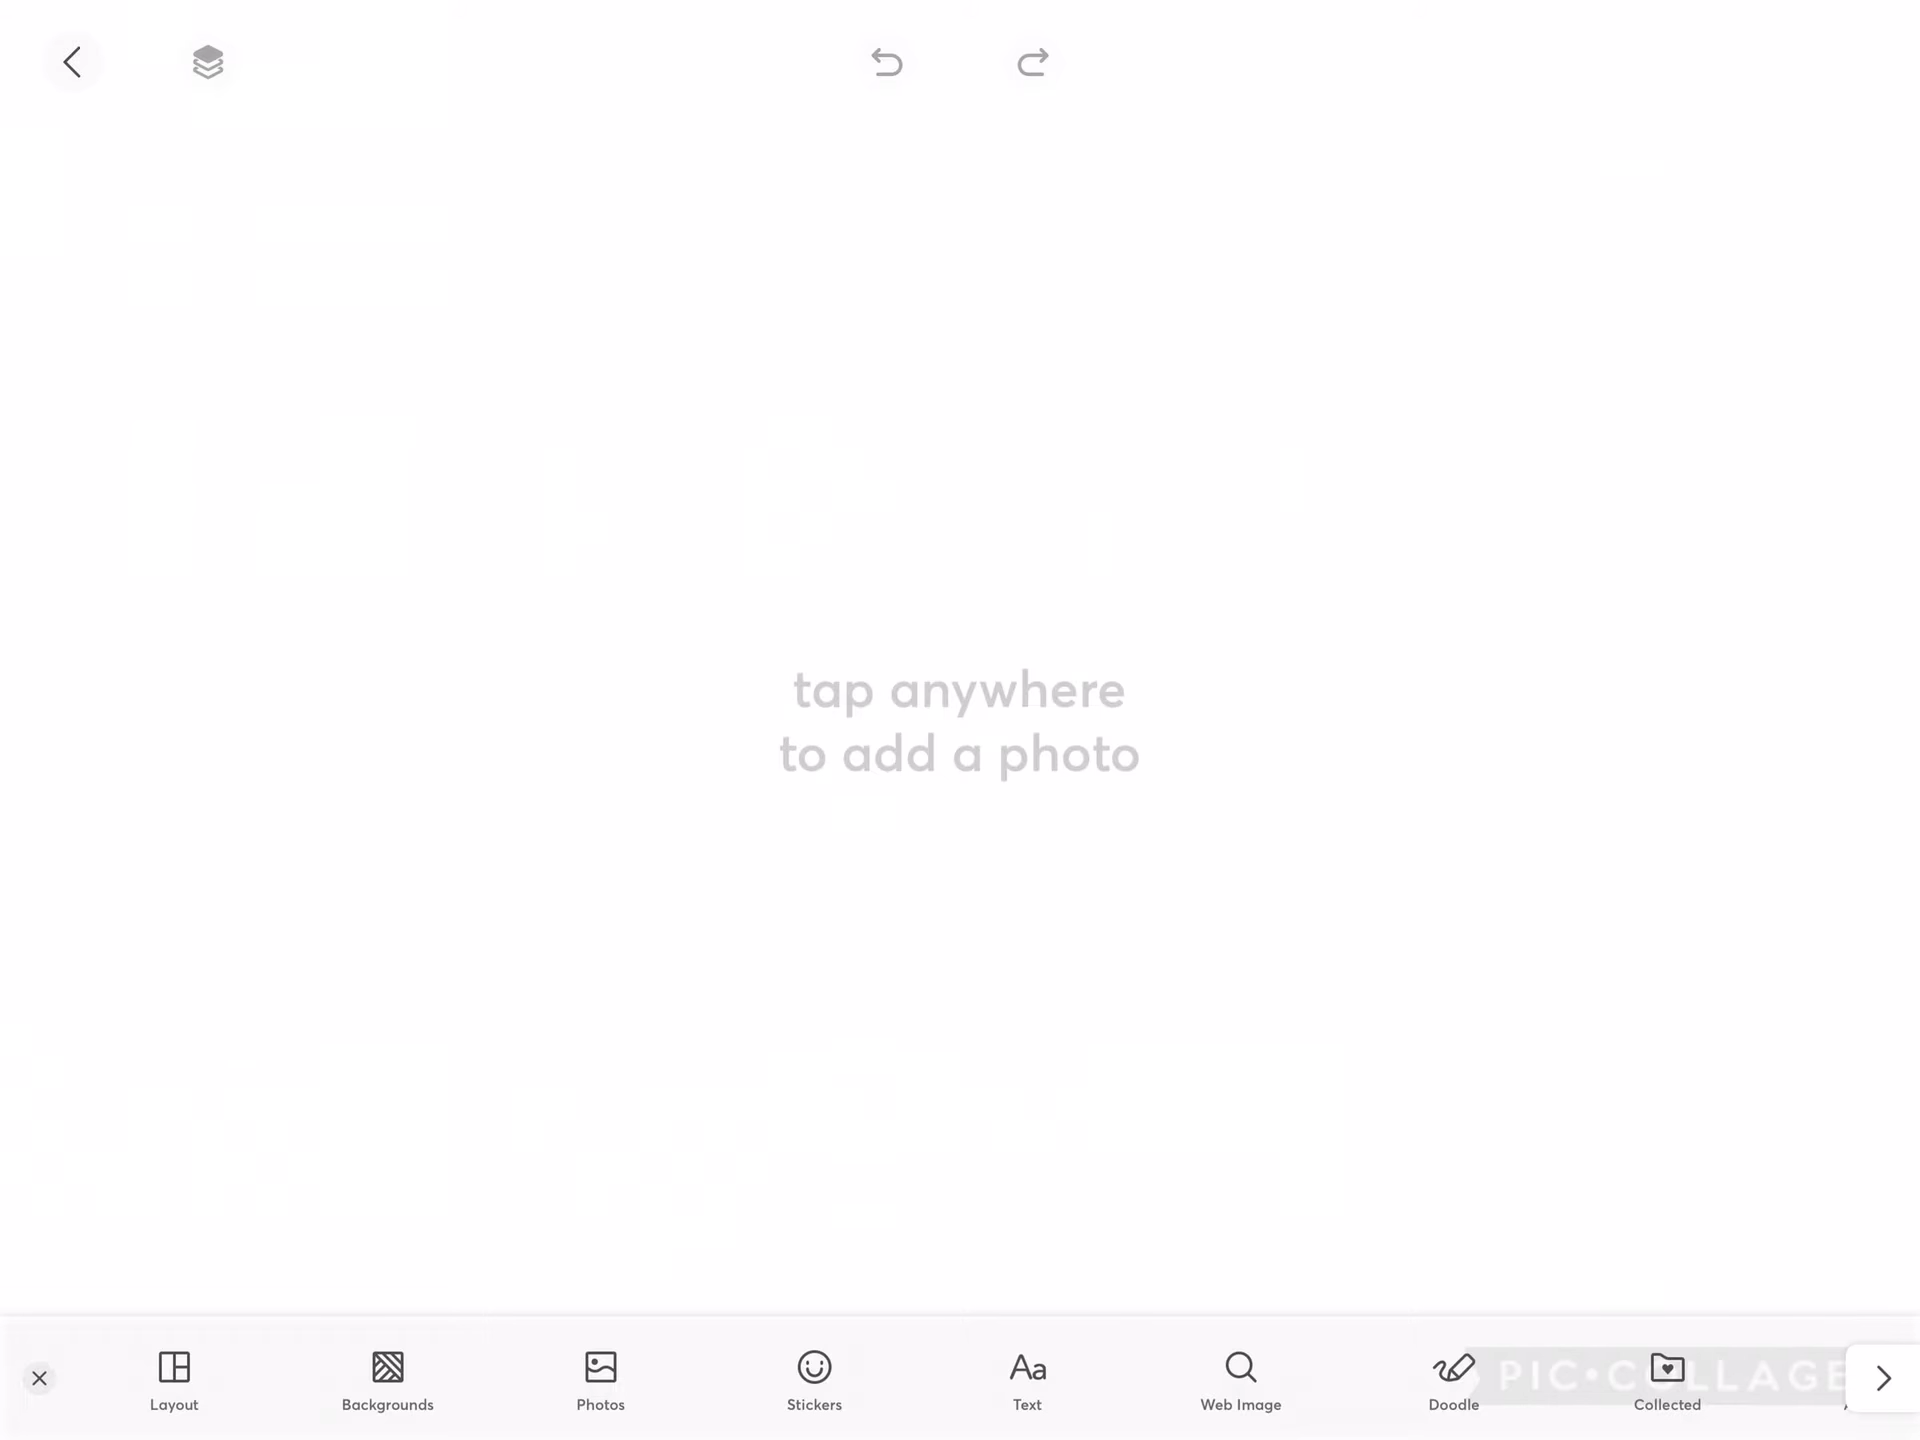 tap anywhere
to add a photo
Layout
Backgrounds
Photos
Stickers
Text
Web Image
Doodle
Collected
PIC•COLLAGE